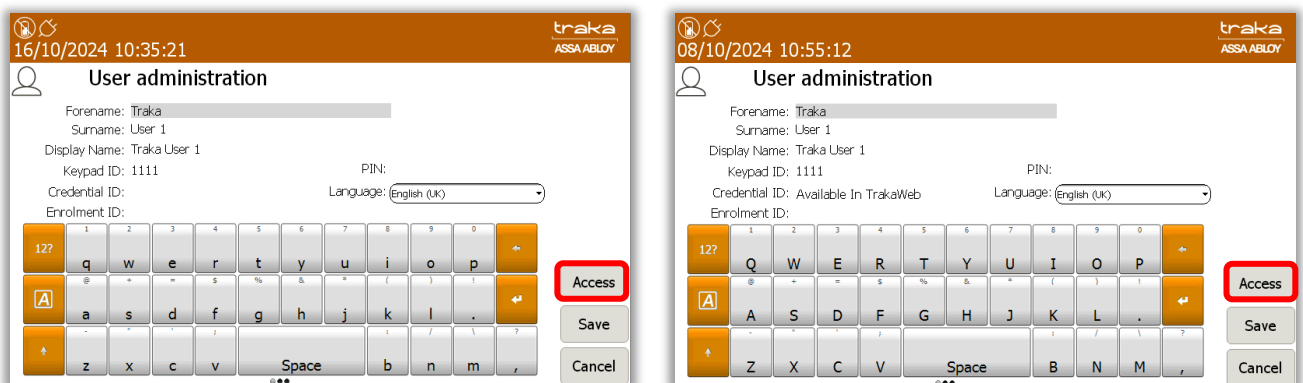 traka
16/10/2024 10:35:21
ASSA ABLOY
User administration
Forename: Traka
Surname: User 1
Display Name: Traka User 1
Keypad ID: 1111 PIN:
Credential ID: Language: English (UK)
Enrolment ID:
1 2 3 4 5 6 7 8 9 0
12? q w e r t y u i o p
@ + = $ % & * ( ) !
A a s d f g h j k l .
Access
- " ' ; : / \ ?
z x c v Space b n m ,
Save
Cancel
traka
08/10/2024 10:55:12
ASSA ABLOY
User administration
Forename: Traka
Surname: User 1
Display Name: Traka User 1
Keypad ID: 1111 PIN:
Credential ID: Available In TrakaWeb Language: English (UK)
Enrolment ID:
1 2 3 4 5 6 7 8 9 0
12? Q W E R T Y U I O P
@ + = $ % & * ( ) !
A A S D F G H J K L .
Access
- " ' ; : / \ ?
Z X C V Space B N M ,
Save
Cancel